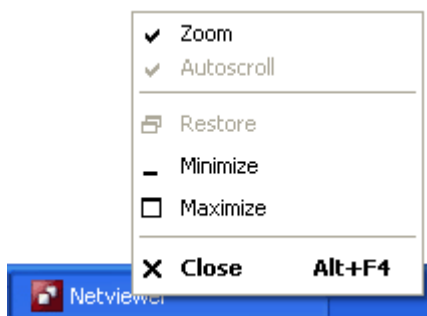 Zoom
Autoscroll
Restore
Minimize
Maximize
Close Alt+F4
Netviewer